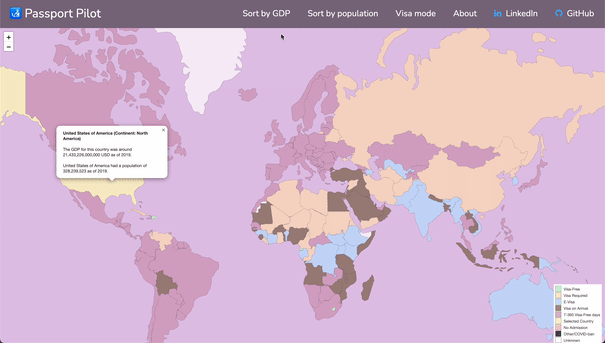 Passport Pilot
Sort by GDP
Sort by population
Visa mode
About
LinkedIn
GitHub
+
−
×
United States of America (Continent: North
America)
The GDP for this country was around
21,433,226,000,000 USD as of 2019.
United States of America had a population of
328,239,523 as of 2019.
Visa-Free
Visa Required
E-Visa
Visa on Arrival
7-360 Visa-Free days
Selected Country
No Admission
Other/COVID-ban
Unknown